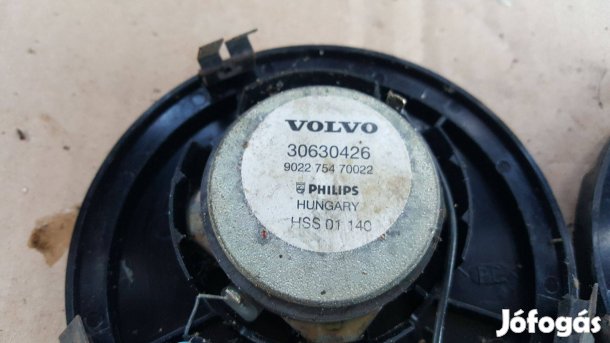 VOLVO
30630426
9022 754 70022
PHILIPS
HUNGARY
HSS 01 140
Jófogás